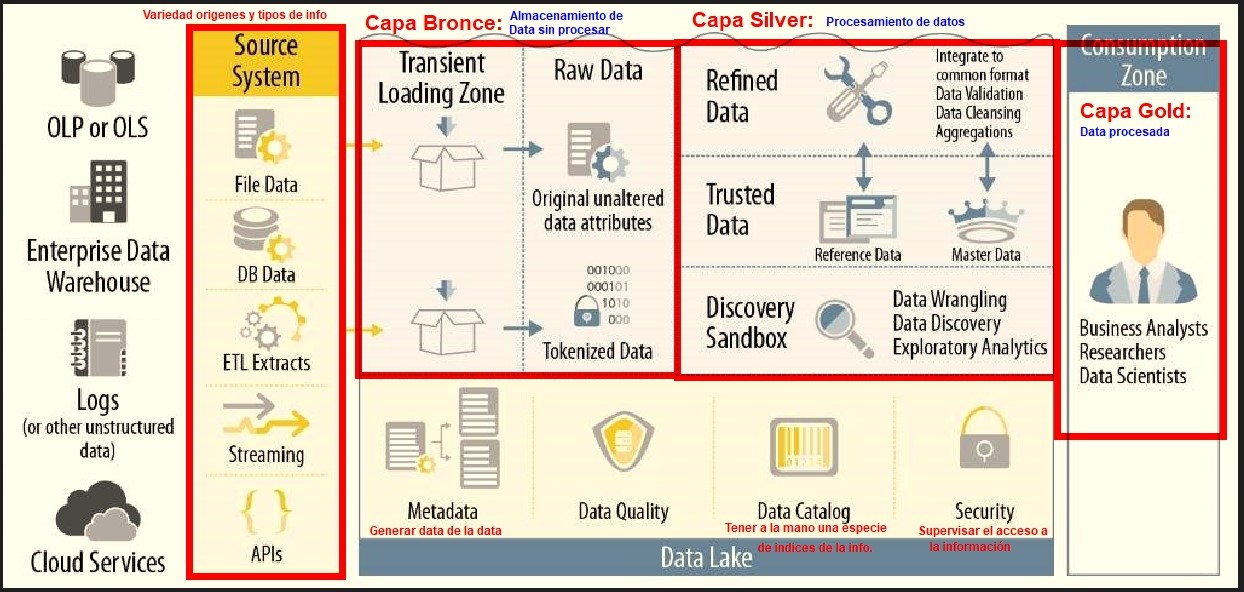 Variedad origenes y tipos de info
Capa Bronce:
Almacenamiento de
Data sin procesar
Capa Silver:
Procesamiento de datos
OLP or OLS
Enterprise Data
Warehouse
Logs
(or other unstructured
data)
Cloud Services
Source
System
File Data
DB Data
ETL Extracts
Streaming
{ }
APIs
Transient
Loading Zone
Raw Data
Original unaltered
data attributes
001000
000101
1010
000
Tokenized Data
Refined
Data
Integrate to
common format
Data Validation
Data Cleansing
Aggregations
Trusted
Data
Reference Data
Master Data
Discovery
Sandbox
Data Wrangling
Data Discovery
Exploratory Analytics
Consumption
Zone
Capa Gold:
Data procesada
Business Analysts
Researchers
Data Scientists
Metadata
Generar data de la data
Data Quality
Data Catalog
Tener a la mano una especie
de indices de la info.
Security
Supervisar el acceso a
la información
Data Lake